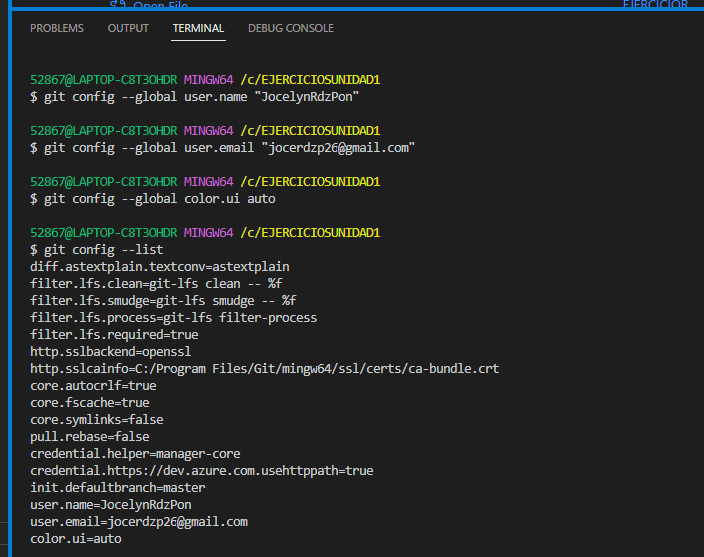 Open File
EJERCICIOR
PROBLEMS OUTPUT TERMINAL DEBUG CONSOLE
52867@LAPTOP-C8T3OHDR MINGW64 /c/EJERCICIOSUNIDAD1
$ git config --global user.name "JocelynRdzPon"
52867@LAPTOP-C8T3OHDR MINGW64 /c/EJERCICIOSUNIDAD1
$ git config --global user.email "jocerdzp26@gmail.com"
52867@LAPTOP-C8T3OHDR MINGW64 /c/EJERCICIOSUNIDAD1
$ git config --global color.ui auto
52867@LAPTOP-C8T3OHDR MINGW64 /c/EJERCICIOSUNIDAD1
$ git config --list
diff.astextplain.textconv=astextplain
filter.lfs.clean=git-lfs clean -- %f
filter.lfs.smudge=git-lfs smudge -- %f
filter.lfs.process=git-lfs filter-process
filter.lfs.required=true
http.sslbackend=openssl
http.sslcainfo=C:/Program Files/Git/mingw64/ssl/certs/ca-bundle.crt
core.autocrlf=true
core.fscache=true
core.symlinks=false
pull.rebase=false
credential.helper=manager-core
credential.https://dev.azure.com.usehttppath=true
init.defaultbranch=master
user.name=JocelynRdzPon
user.email=jocerdzp26@gmail.com
color.ui=auto